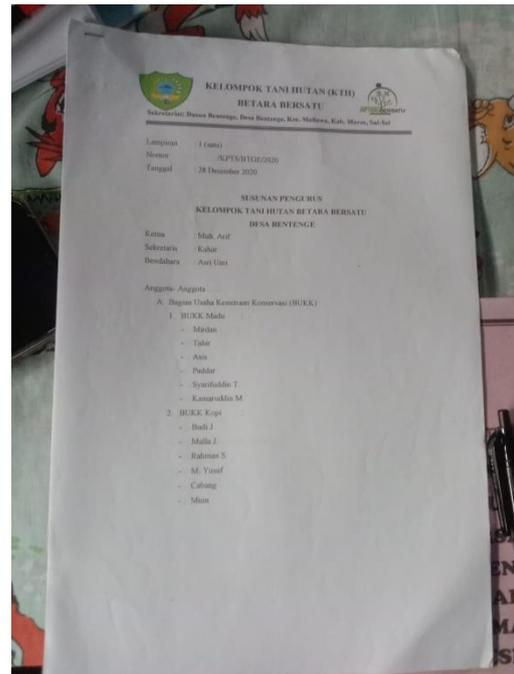 KELOMPOK TANI HUTAN (KTH)
BETARA BERSATU
Sekretariat: Dusun Bentenge, Desa Bentenge, Kec. Mallawa, Kab. Maros, Sul-Sel
Lampiran : 1 (satu)
Nomor : /KPTS/BTGE/2020
Tanggal : 28 Desember 2020
SUSUNAN PENGURUS
KELOMPOK TANI HUTAN BETARA BERSATU
DESA BENTENGE
Ketua : Muh. Arif
Sekretaris : Kahar
Bendahara : Asri Umi
Anggota- Anggota
A. Bagian Usaha Kemitraan Konservasi (BUKK)
1. BUKK Madu :
- Mirdan
- Tahir
- Asis
- Paddar
- Syarifuddin T.
- Kamaruddin M
2. BUKK Kopi :
- Budi J
- Malla J.
- Rahman S.
- M. Yusuf
- Cabang
- Miun